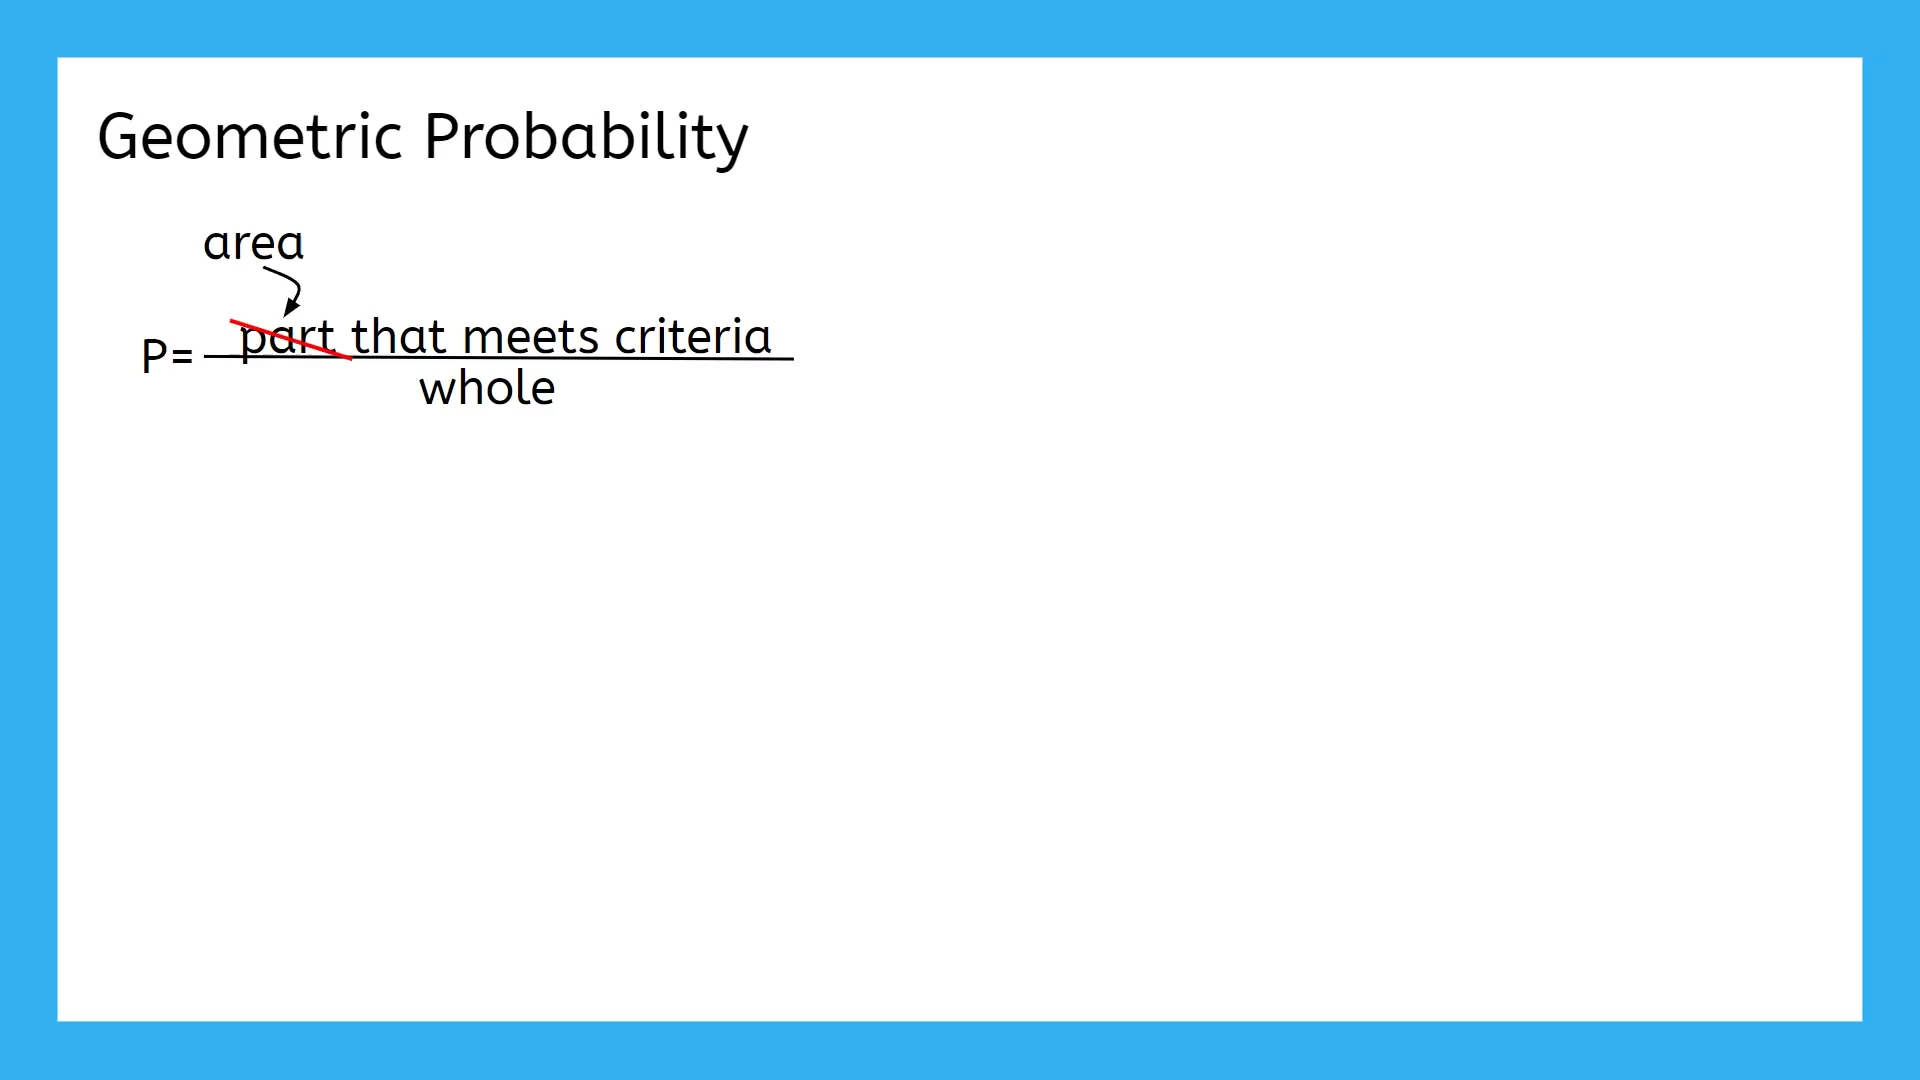 Geometric Probability
area
part that meets criteria
P=
whole